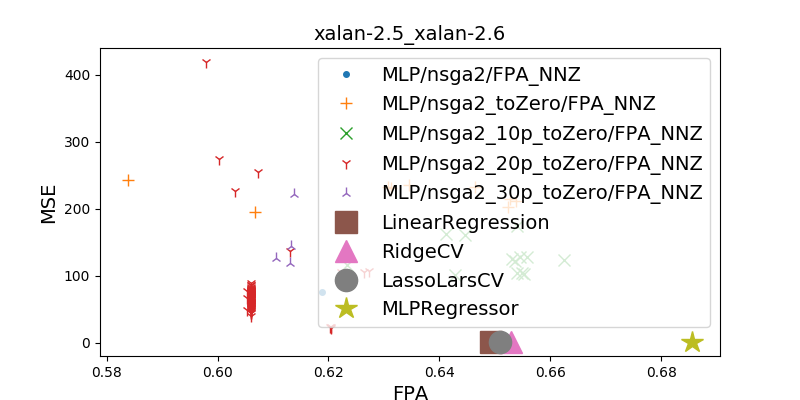 xalan-2.5_xalan-2.6
MSE
400
300
200
100
0
MLP/nsga2/FPA_NNZ
MLP/nsga2_toZero/FPA_NNZ
MLP/nsga2_10p_toZero/FPA_NNZ
MLP/nsga2_20p_toZero/FPA_NNZ
MLP/nsga2_30p_toZero/FPA_NNZ
LinearRegression
RidgeCV
LassoLarsCV
MLPRegressor
0.58 0.60 0.62 0.64 0.66 0.68
FPA